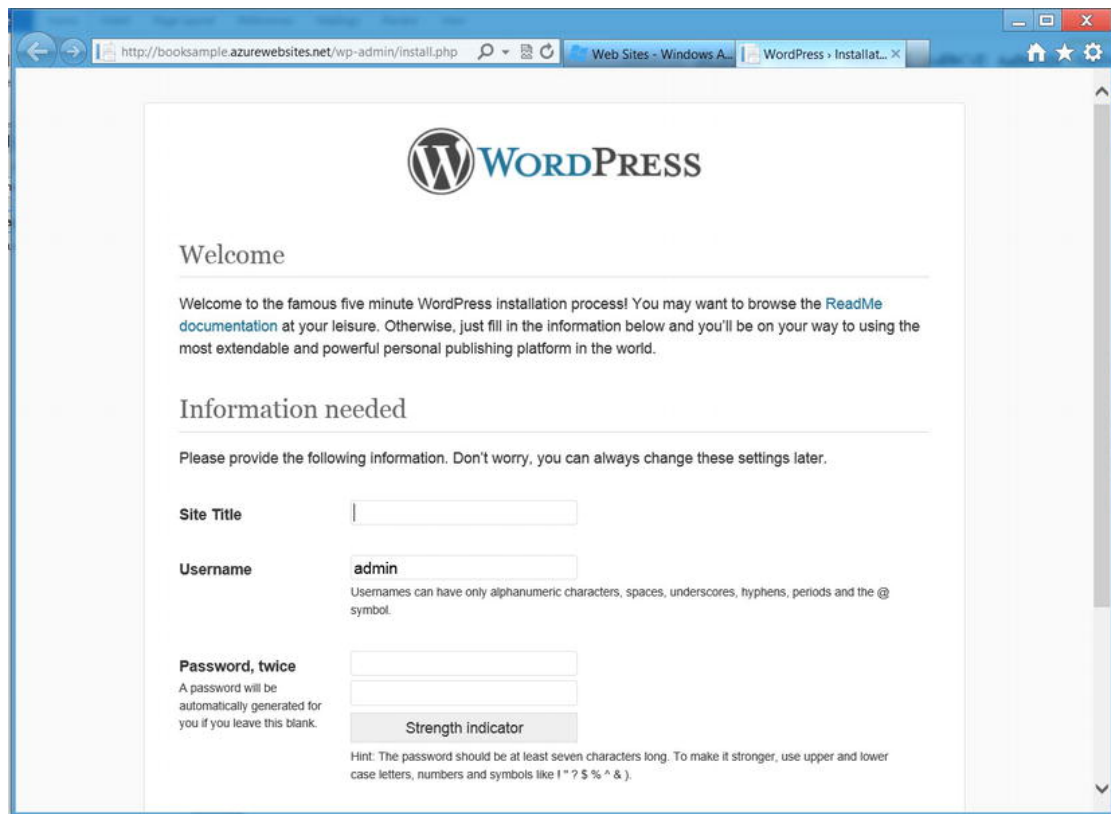 http://booksample.azurewebsites.net/wp-admin/install.php
Web Sites - Windows A...
WordPress › Installat...
WORDPRESS
Welcome
Welcome to the famous five minute WordPress installation process! You may want to browse the ReadMe
documentation at your leisure. Otherwise, just fill in the information below and you'll be on your way to using the
most extendable and powerful personal publishing platform in the world.
Information needed
Please provide the following information. Don't worry, you can always change these settings later.
Site Title
Username
admin
Usernames can have only alphanumeric characters, spaces, underscores, hyphens, periods and the @
symbol.
Password, twice
A password will be
automatically generated for
you if you leave this blank.
Strength indicator
Hint: The password should be at least seven characters long. To make it stronger, use upper and lower
case letters, numbers and symbols like ! " ? $ % ^ & ).